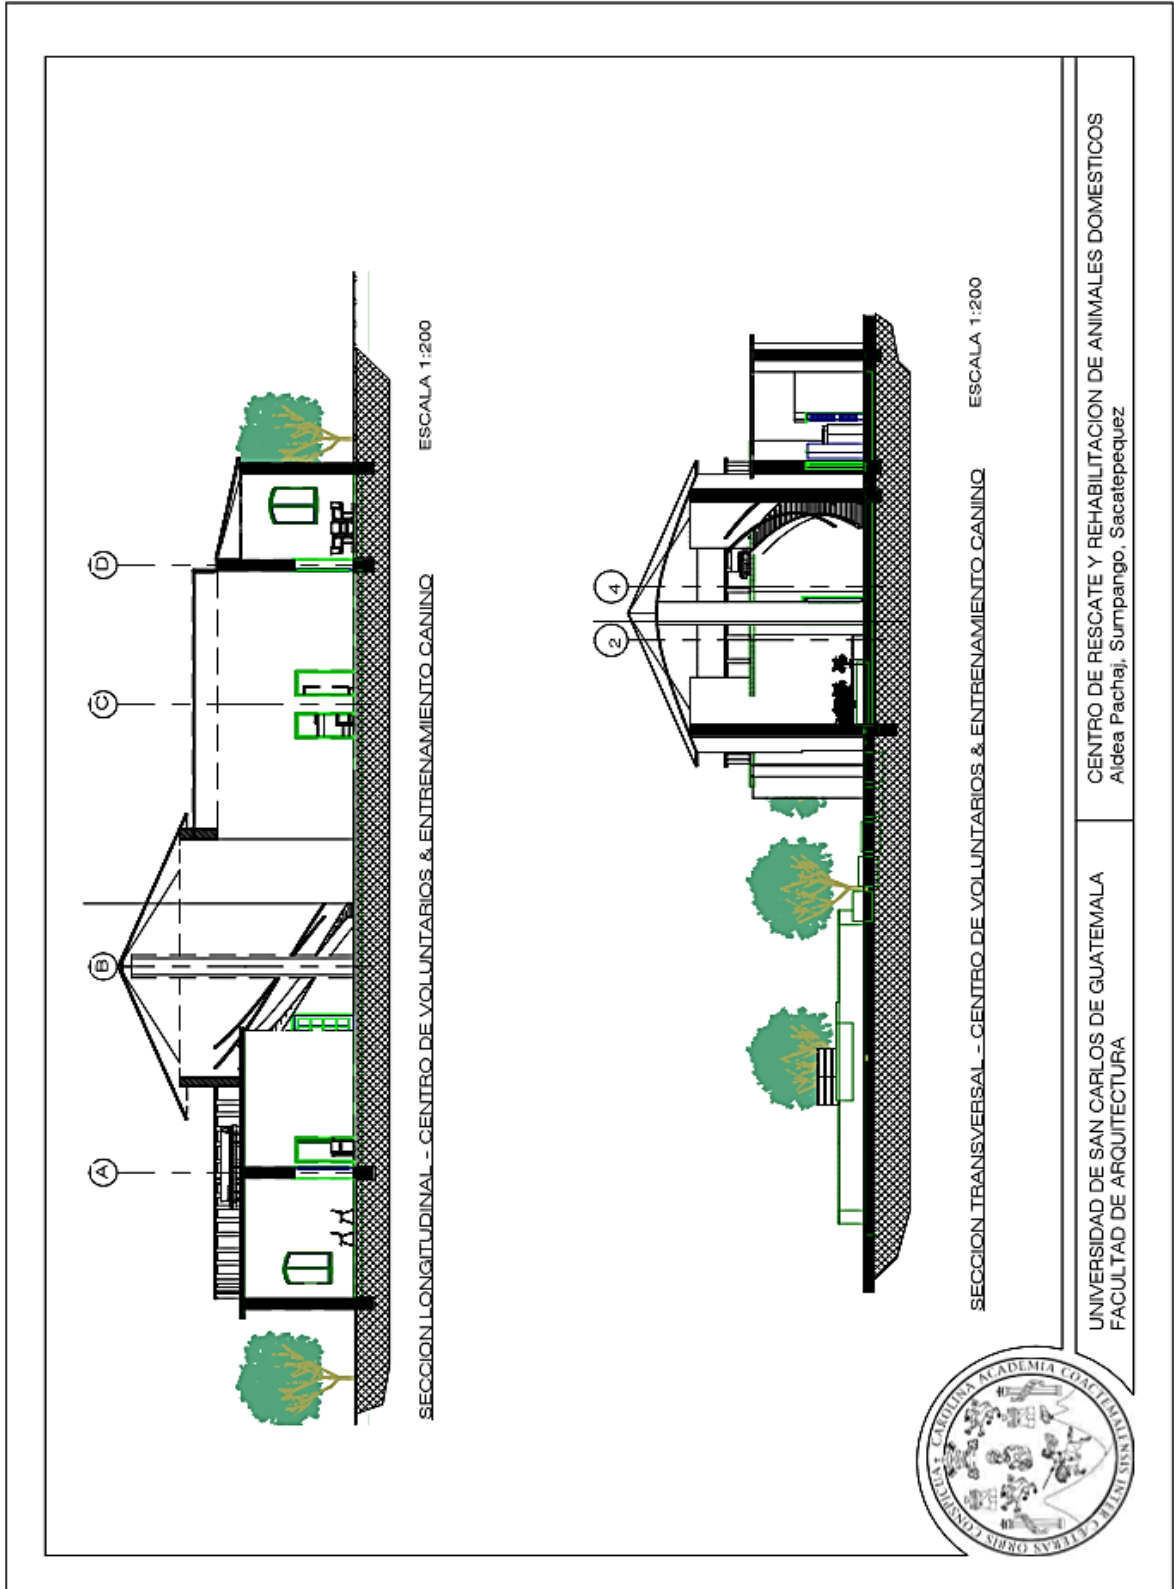 A
B
C
D
SECCION LONGITUDINAL - CENTRO DE VOLUNTARIOS & ENTRENAMIENTO CANINO
ESCALA 1:200
2
4
SECCION TRANSVERSAL - CENTRO DE VOLUNTARIOS & ENTRENAMIENTO CANINO
ESCALA 1:200
CAROLINA ACADEMIA COACTEMALENSIS INTER CÆTERAS ORBIS CONSPICUA
UNIVERSIDAD DE SAN CARLOS DE GUATEMALA
FACULTAD DE ARQUITECTURA
CENTRO DE RESCATE Y REHABILITACION DE ANIMALES DOMESTICOS
Aldea Pachaj, Sumpango, Sacatepequez